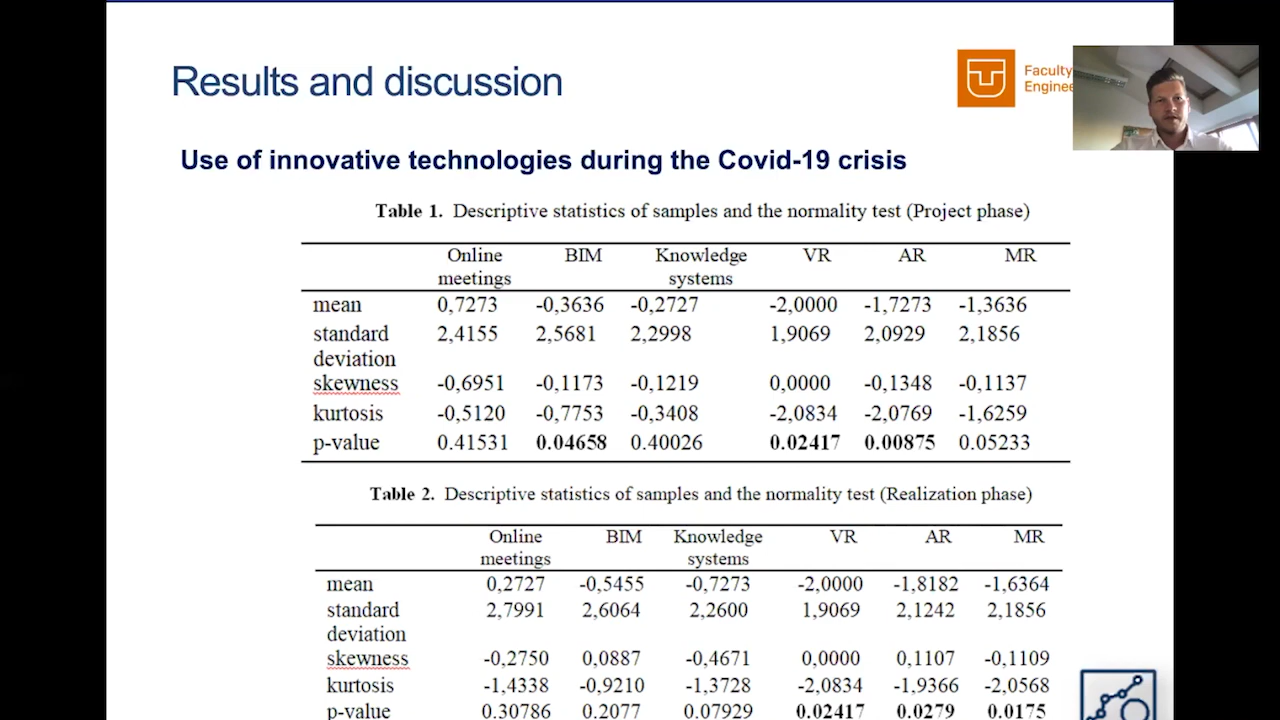 Results and discussion
Faculty
Enginee
Use of innovative technologies during the Covid-19 crisis
Table 1. Descriptive statistics of samples and the normality test (Project phase)
Online meetings BIM Knowledge systems VR AR MR
mean 0,7273 -0,3636 -0,2727 -2,0000 -1,7273 -1,3636
standard deviation 2,4155 2,5681 2,2998 1,9069 2,0929 2,1856
skewness -0,6951 -0,1173 -0,1219 0,0000 -0,1348 -0,1137
kurtosis -0,5120 -0,7753 -0,3408 -2,0834 -2,0769 -1,6259
p-value 0.41531 0.04658 0.40026 0.02417 0.00875 0.05233
Table 2. Descriptive statistics of samples and the normality test (Realization phase)
Online meetings BIM Knowledge systems VR AR MR
mean 0,2727 -0,5455 -0,7273 -2,0000 -1,8182 -1,6364
standard deviation 2,7991 2,6064 2,2600 1,9069 2,1242 2,1856
skewness -0,2750 0,0887 -0,4671 0,0000 0,1107 -0,1109
kurtosis -1,4338 -0,9210 -1,3728 -2,0834 -1,9366 -2,0568
p-value 0.30786 0.2077 0.07929 0.02417 0.0279 0.0175